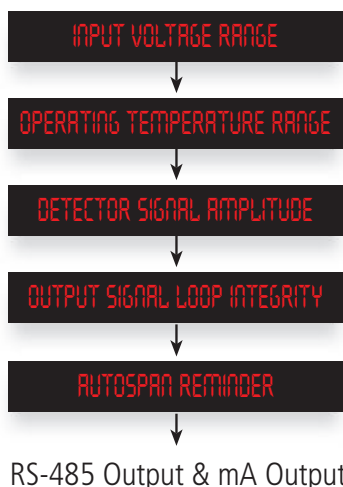 INPUT VOLTAGE RANGE
OPERATING TEMPERATURE RANGE
DETECTOR SIGNAL AMPLITUDE
OUTPUT SIGNAL LOOP INTEGRITY
AUTOSPAN REMINDER
RS-485 Output & mA Output